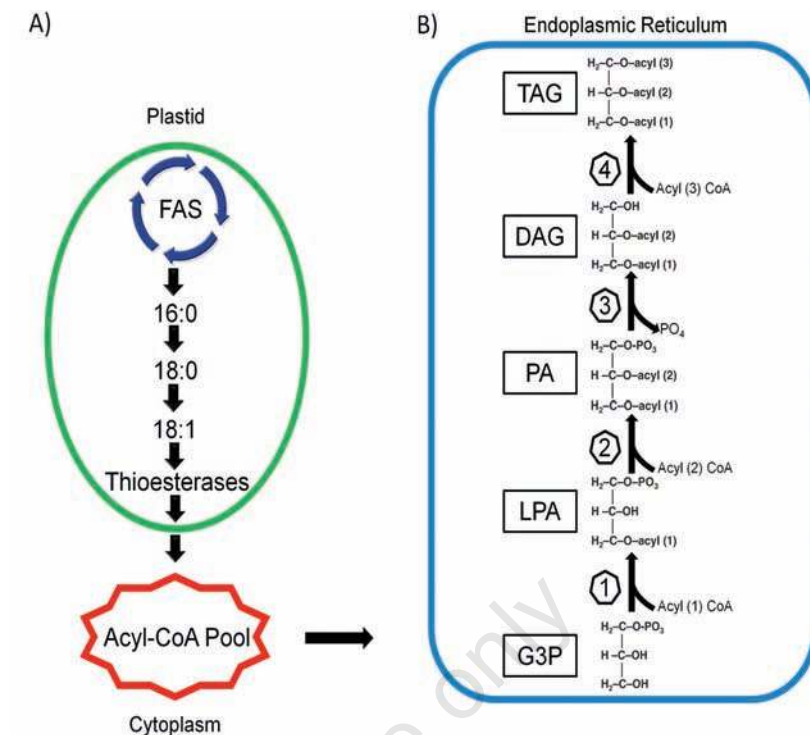 A)
Plastid
FAS
16:0
18:0
18:1
Thioesterases
Acyl-CoA Pool
Cytoplasm
B)
Endoplasmic Reticulum
TAG
H₂–C–O–acyl (3)
H–C–O–acyl (2)
H₂–C–O–acyl (1)
4
Acyl (3) CoA
DAG
H₂–C–OH
H–C–O–acyl (2)
H₂–C–O–acyl (1)
3
PO₄
PA
H₂–C–O–PO₃
H–C–O–acyl (2)
H₂–C–O–acyl (1)
2
Acyl (2) CoA
LPA
H₂–C–O–PO₃
H–C–OH
H₂–C–O–acyl (1)
1
Acyl (1) CoA
G3P
H₂–C–O–PO₃
H–C–OH
H₂–C–OH
only